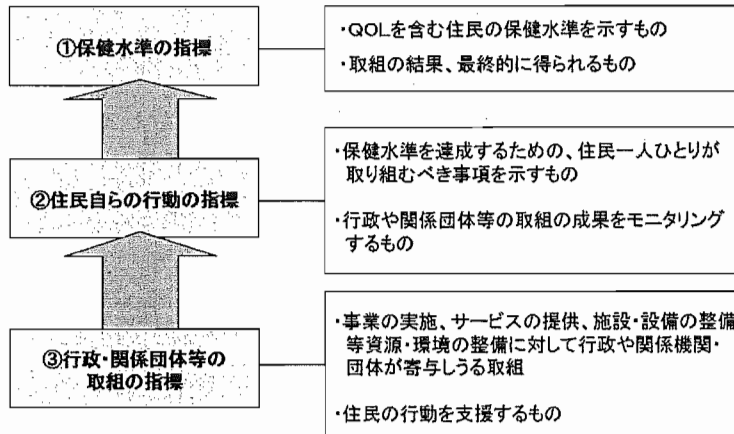 ①保健水準の指標
・QOLを含む住民の保健水準を示すもの
・取組の結果、最終的に得られるもの
②住民自らの行動の指標
・保健水準を達成するための、住民一人ひとりが
取り組むべき事項を示すもの
・行政や関係団体等の取組の成果をモニタリング
するもの
③行政・関係団体等の
取組の指標
・事業の実施、サービスの提供、施設・設備の整備
等資源・環境の整備に対して行政や関係機関・
団体が寄与しうる取組
・住民の行動を支援するもの